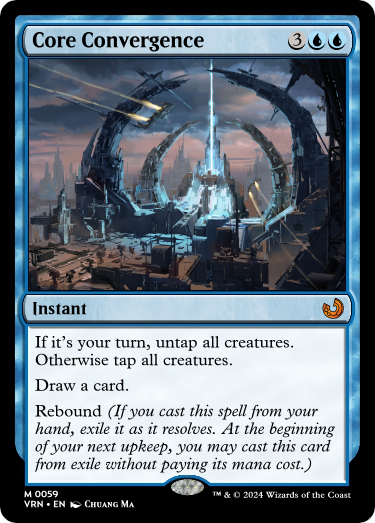 Core Convergence 3
Instant
If it's your turn, untap all creatures.
Otherwise tap all creatures.
Draw a card.
Rebound (If you cast this spell from your
hand, exile it as it resolves. At the beginning
of your next upkeep, you may cast this card
from exile without paying its mana cost.)
M 0059
VRN • EN Chuang Ma
™ & © 2024 Wizards of the Coast